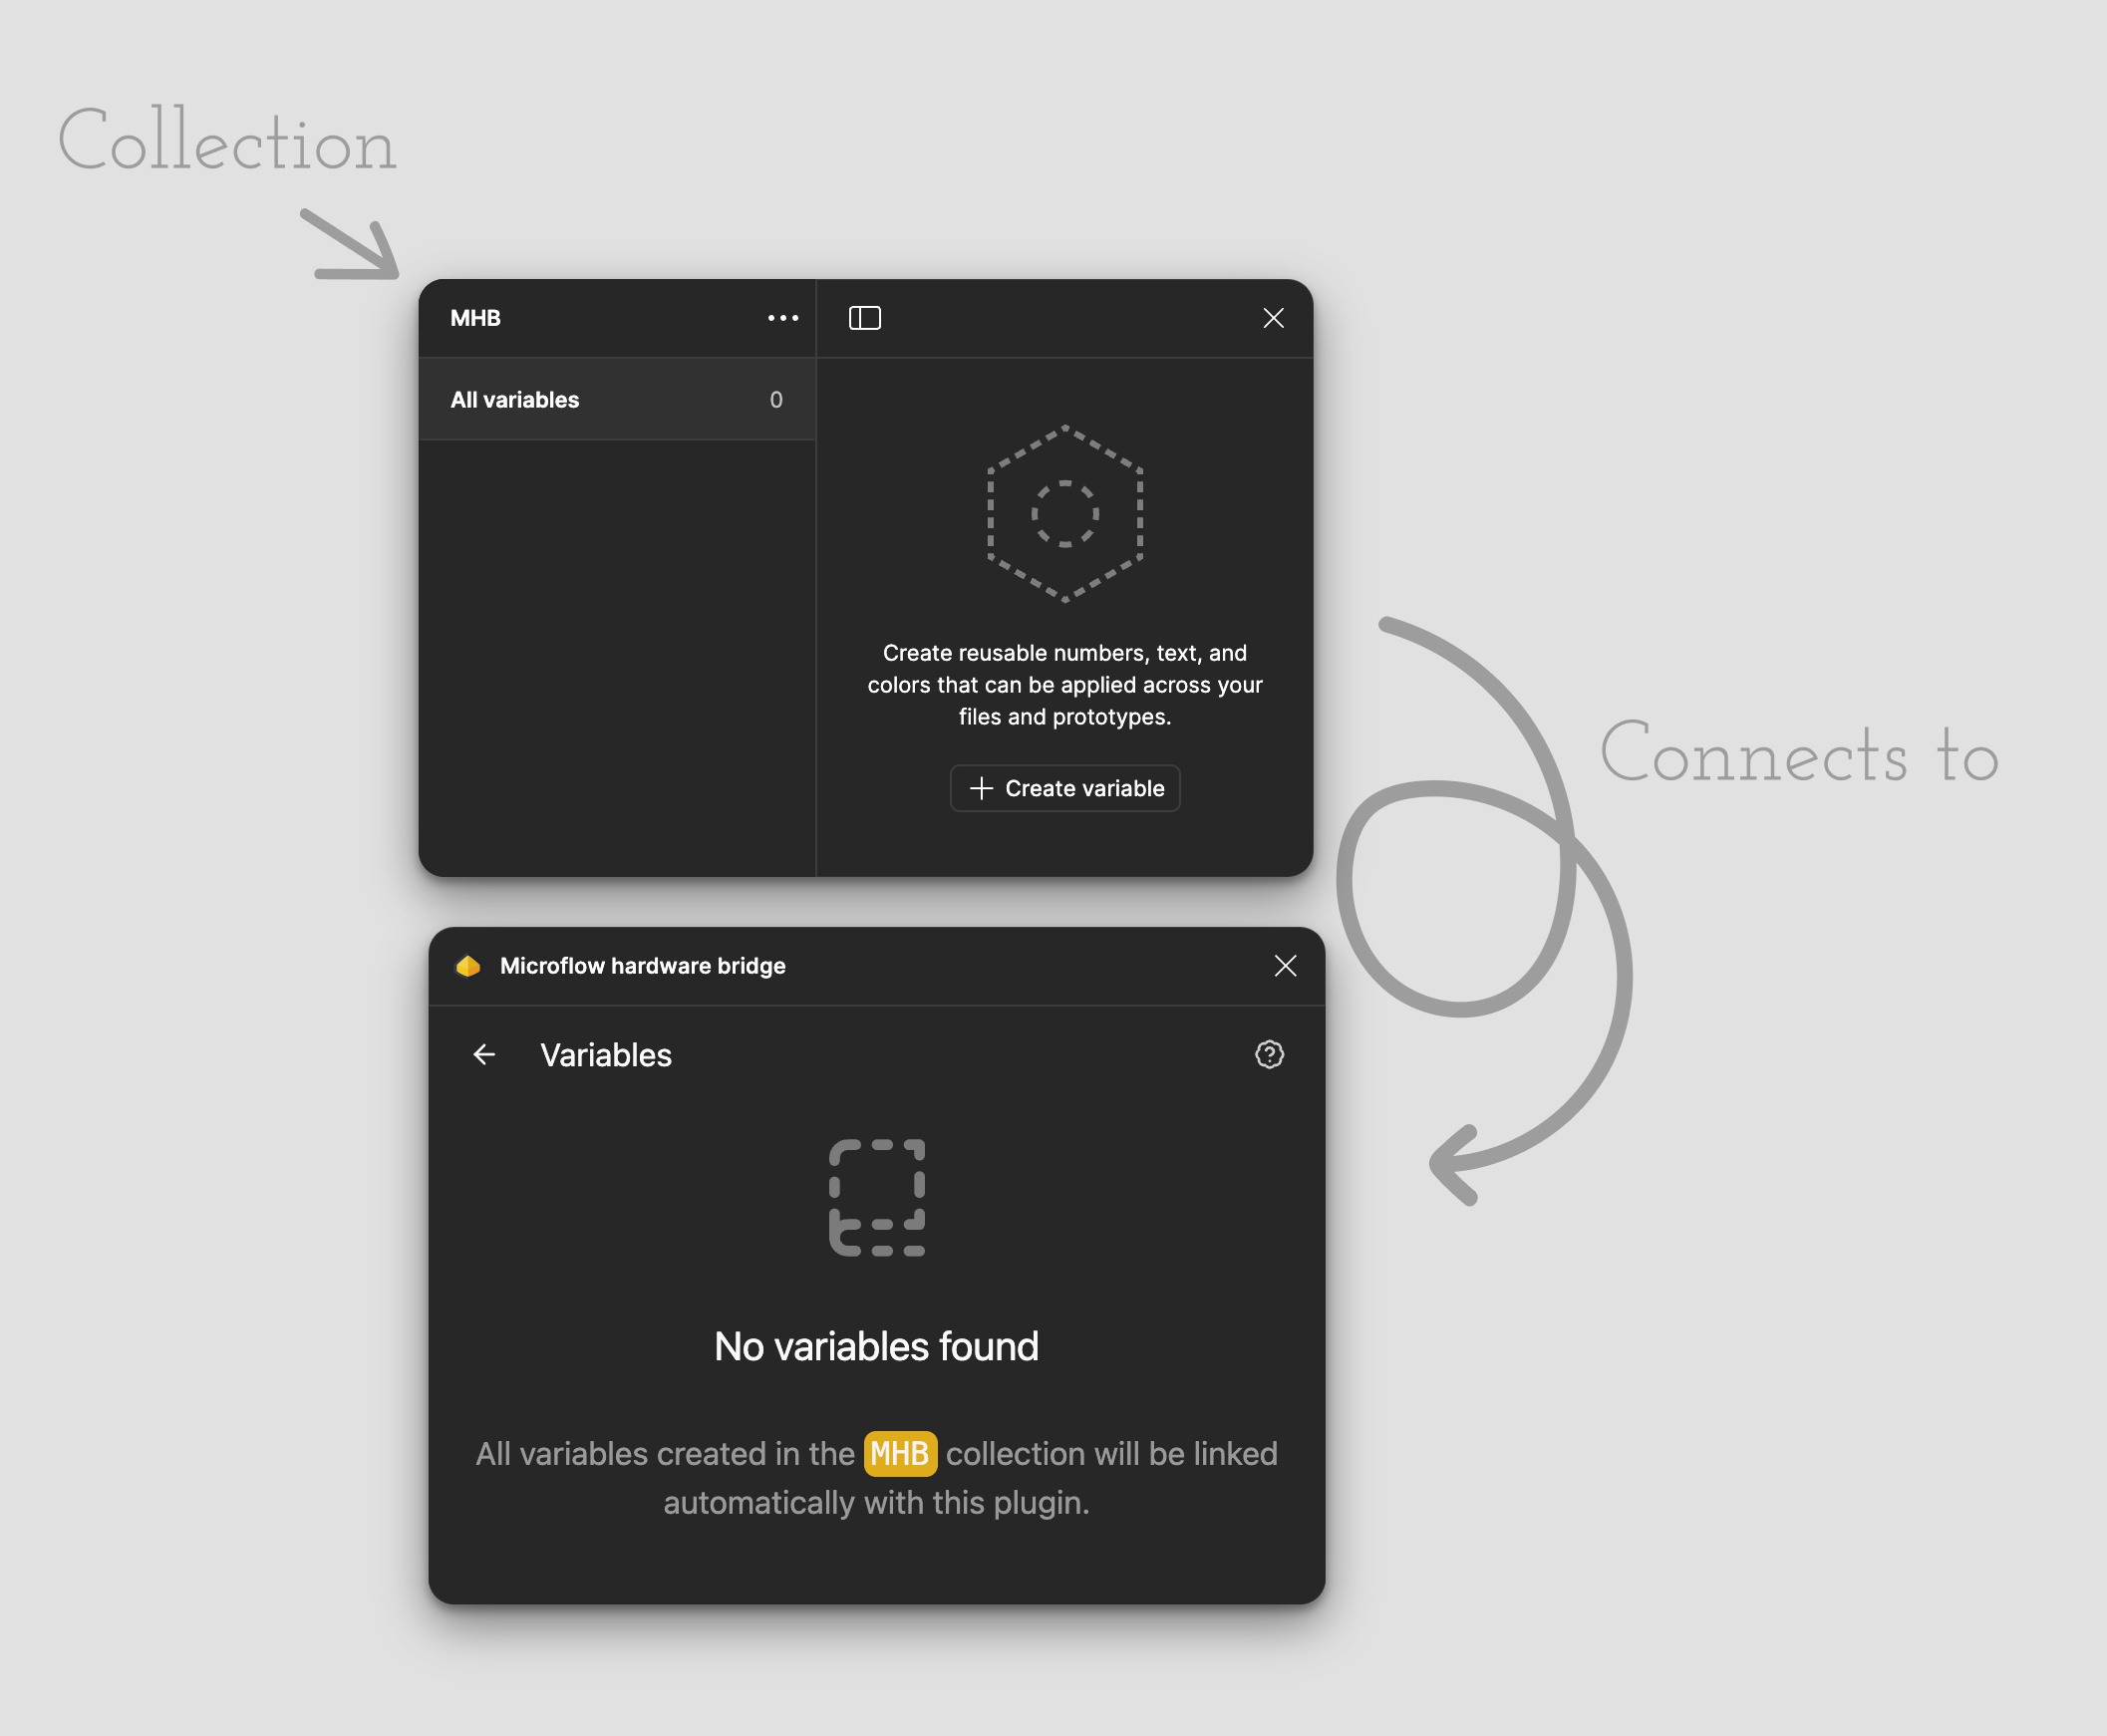 Collection
MHB
All variables 0
Create reusable numbers, text, and
colors that can be applied across your
files and prototypes.
Create variable
Connects to
Microflow hardware bridge
Variables
No variables found
All variables created in the MHB collection will be linked
automatically with this plugin.